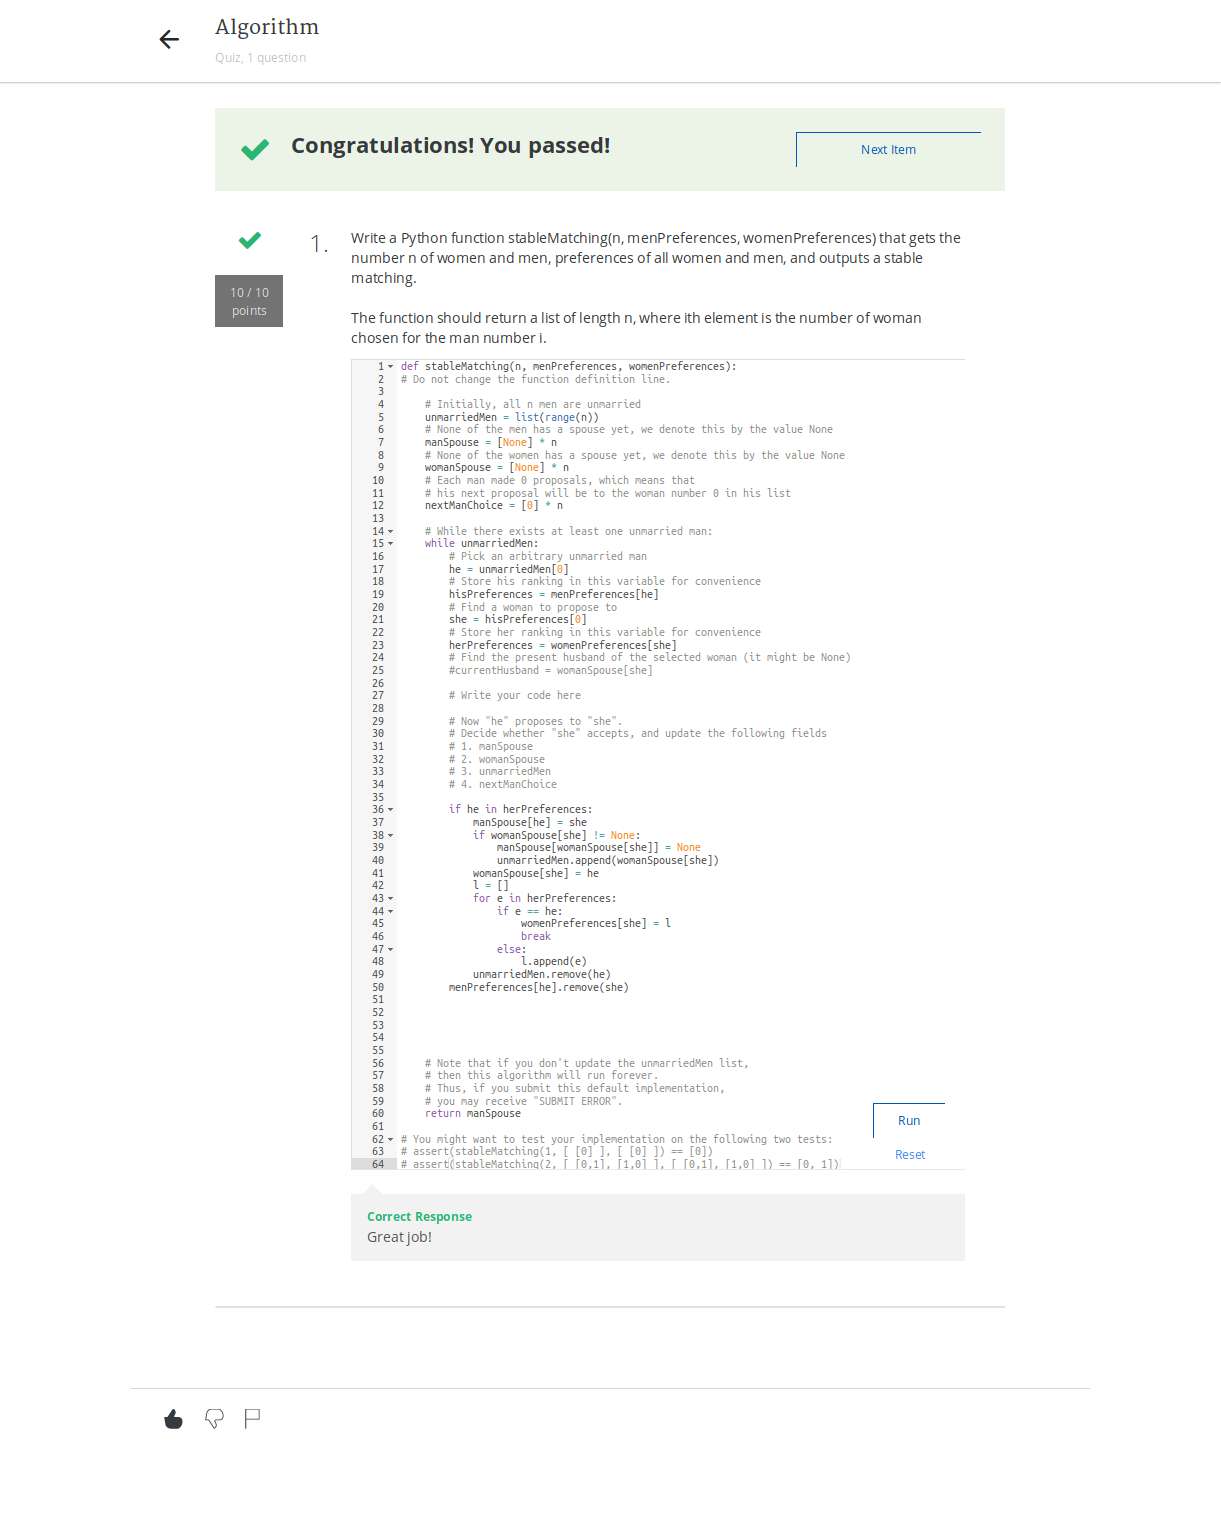 Algorithm
Quiz, 1 question
Congratulations! You passed!
Next Item
10 / 10
points
1.
Write a Python function stableMatching(n, menPreferences, womenPreferences) that gets the
number n of women and men, preferences of all women and men, and outputs a stable
matching.
The function should return a list of length n, where ith element is the number of woman
chosen for the man number i.
1 def stableMatching(n, menPreferences, womenPreferences):
2 # Do not change the function definition line.
3
4     # Initially, all n men are unmarried
5     unmarriedMen = list(range(n))
6     # None of the men has a spouse yet, we denote this by the value None
7     manSpouse = [None] * n
8     # None of the women has a spouse yet, we denote this by the value None
9     womanSpouse = [None] * n
10     # Each man made 0 proposals, which means that
11     # his next proposal will be to the woman number 0 in his list
12     nextManChoice = [0] * n
13
14     # While there exists at least one unmarried man:
15     while unmarriedMen:
16         # Pick an arbitrary unmarried man
17         he = unmarriedMen[0]
18         # Store his ranking in this variable for convenience
19         hisPreferences = menPreferences[he]
20         # Find a woman to propose to
21         she = hisPreferences[0]
22         # Store her ranking in this variable for convenience
23         herPreferences = womenPreferences[she]
24         # Find the present husband of the selected woman (it might be None)
25         #currentHusband = womanSpouse[she]
26
27         # Write your code here
28
29         # Now "he" proposes to "she".
30         # Decide whether "she" accepts, and update the following fields
31         # 1. manSpouse
32         # 2. womanSpouse
33         # 3. unmarriedMen
34         # 4. nextManChoice
35
36         if he in herPreferences:
37             manSpouse[he] = she
38             if womanSpouse[she] != None:
39                 manSpouse[womanSpouse[she]] = None
40                 unmarriedMen.append(womanSpouse[she])
41             womanSpouse[she] = he
42             l = []
43             for e in herPreferences:
44                 if e == he:
45                     womenPreferences[she] = l
46                     break
47                 else:
48                     l.append(e)
49             unmarriedMen.remove(he)
50         menPreferences[he].remove(she)
51
52
53
54
55
56     # Note that if you don't update the unmarriedMen list,
57     # then this algorithm will run forever.
58     # Thus, if you submit this default implementation,
59     # you may receive "SUBMIT ERROR".
60     return manSpouse
61
62 # You might want to test your implementation on the following two tests:
63 # assert(stableMatching(1, [ [0] ], [ [0] ]) == [0])
64 # assert(stableMatching(2, [ [0,1], [1,0] ], [ [0,1], [1,0] ]) == [0, 1])
Run
Reset
Correct Response
Great job!